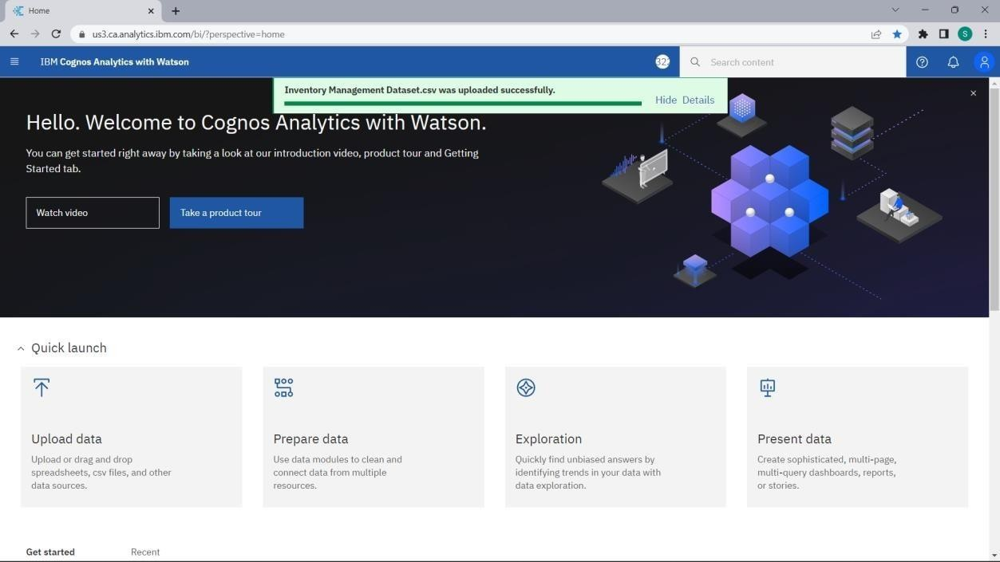 Home
us3.ca.analytics.ibm.com/bi/?perspective=home
S
IBM Cognos Analytics with Watson
Search content
Inventory Management Dataset.csv was uploaded successfully.
Hide Details
Hello. Welcome to Cognos Analytics with Watson.
You can get started right away by taking a look at our introduction video, product tour and Getting
Started tab.
Watch video
Take a product tour
Quick launch
Upload data
Upload or drag and drop
spreadsheets, csv files, and other
data sources.
Prepare data
Use data modules to clean and
connect data from multiple
resources.
Exploration
Quickly find unbiased answers by
identifying trends in your data with
data exploration.
Present data
Create sophisticated, multi-page,
multi-query dashboards, reports,
or stories.
Get started
Recent